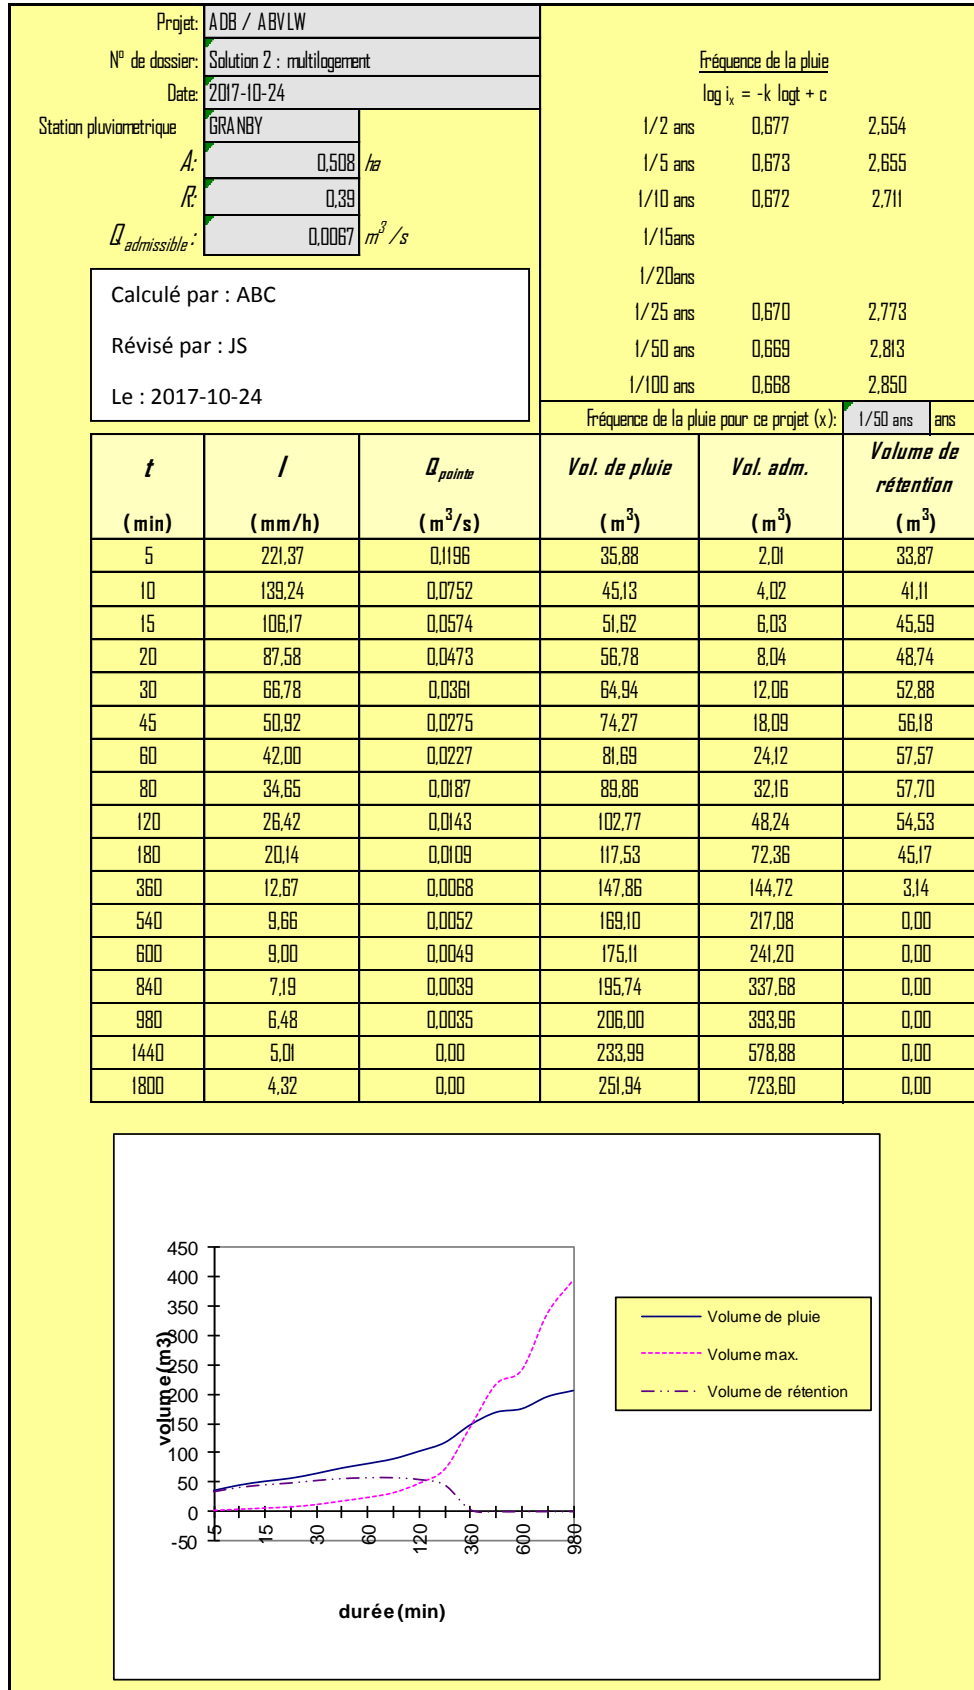 Projet: ADB / ABVLW
N° de dossier: Solution 2 : multilogement
Date: 2017-10-24
Station pluviometrique GRANBY
A: 0,508 ha
R: 0,39
Q admissible : 0,0067 m³/s
Calculé par : ABC
Révisé par : JS
Le : 2017-10-24
Fréquence de la pluie
log iₓ = -k logt + c
1/2 ans 0,677 2,554
1/5 ans 0,673 2,655
1/10 ans 0,672 2,711
1/15ans
1/20ans
1/25 ans 0,670 2,773
1/50 ans 0,669 2,813
1/100 ans 0,668 2,850
Fréquence de la pluie pour ce projet (x): 1/50 ans ans
t I Q pointe Vol. de pluie Vol. adm. Volume de rétention
(min) (mm/h) (m³/s) (m³) (m³) (m³)
5 221,37 0,1196 35,88 2,01 33,87
10 139,24 0,0752 45,13 4,02 41,11
15 106,17 0,0574 51,62 6,03 45,59
20 87,58 0,0473 56,78 8,04 48,74
30 66,78 0,0361 64,94 12,06 52,88
45 50,92 0,0275 74,27 18,09 56,18
60 42,00 0,0227 81,69 24,12 57,57
80 34,65 0,0187 89,86 32,16 57,70
120 26,42 0,0143 102,77 48,24 54,53
180 20,14 0,0109 117,53 72,36 45,17
360 12,67 0,0068 147,86 144,72 3,14
540 9,66 0,0052 169,10 217,08 0,00
600 9,00 0,0049 175,11 241,20 0,00
840 7,19 0,0039 195,74 337,68 0,00
980 6,48 0,0035 206,00 393,96 0,00
1440 5,01 0,00 233,99 578,88 0,00
1800 4,32 0,00 251,94 723,60 0,00
volume (m3)
450
400
350
300
250
200
150
100
50
0
-50
5 15 30 60 120 360 600 980
durée (min)
Volume de pluie
Volume max.
Volume de rétention